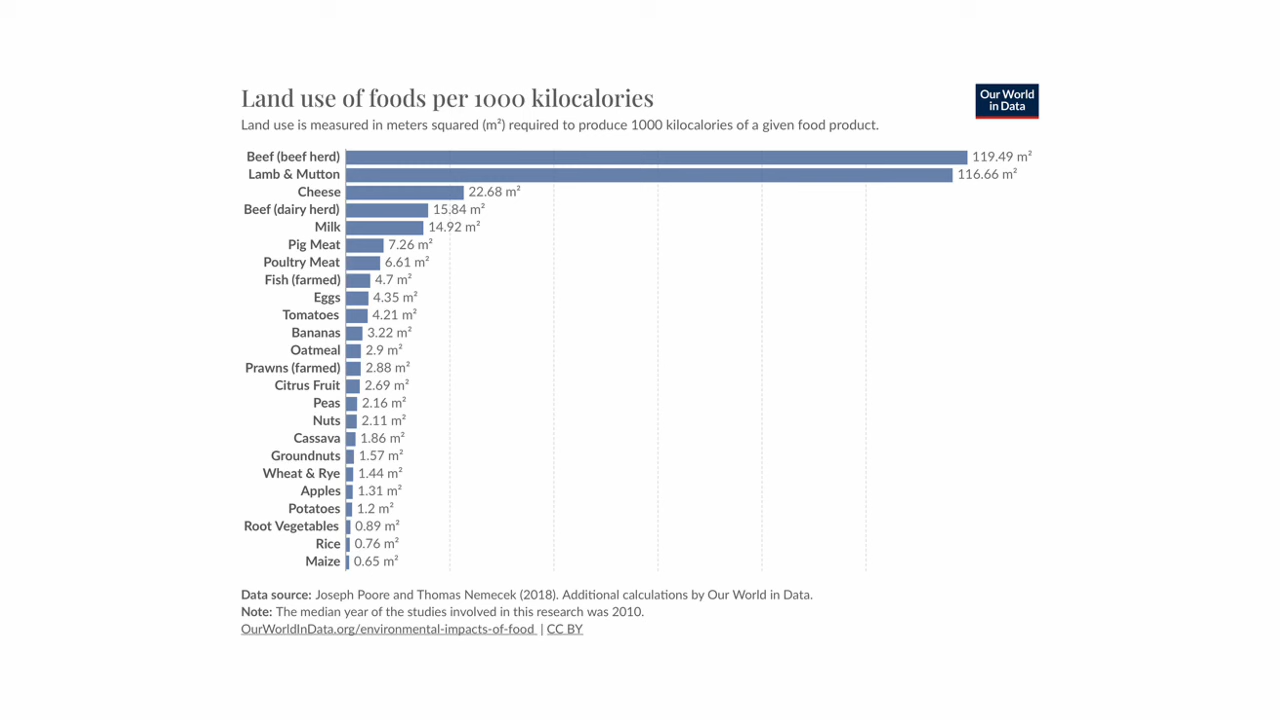 Land use of foods per 1000 kilocalories
Our World
in Data
Land use is measured in meters squared (m²) required to produce 1000 kilocalories of a given food product.
Beef (beef herd) 119.49 m²
Lamb & Mutton 116.66 m²
Cheese 22.68 m²
Beef (dairy herd) 15.84 m²
Milk 14.92 m²
Pig Meat 7.26 m²
Poultry Meat 6.61 m²
Fish (farmed) 4.7 m²
Eggs 4.35 m²
Tomatoes 4.21 m²
Bananas 3.22 m²
Oatmeal 2.9 m²
Prawns (farmed) 2.88 m²
Citrus Fruit 2.69 m²
Peas 2.16 m²
Nuts 2.11 m²
Cassava 1.86 m²
Groundnuts 1.57 m²
Wheat & Rye 1.44 m²
Apples 1.31 m²
Potatoes 1.2 m²
Root Vegetables 0.89 m²
Rice 0.76 m²
Maize 0.65 m²
Data source: Joseph Poore and Thomas Nemecek (2018). Additional calculations by Our World in Data.
Note: The median year of the studies involved in this research was 2010.
OurWorldInData.org/environmental-impacts-of-food | CC BY